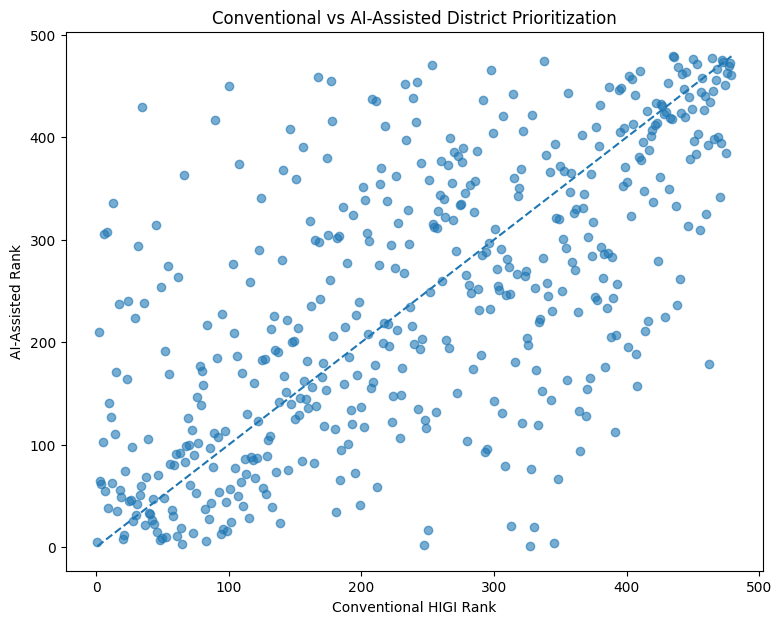 Conventional vs AI-Assisted District Prioritization
500
400
300
200
100
0
AI-Assisted Rank
0 100 200 300 400 500
Conventional HIGI Rank